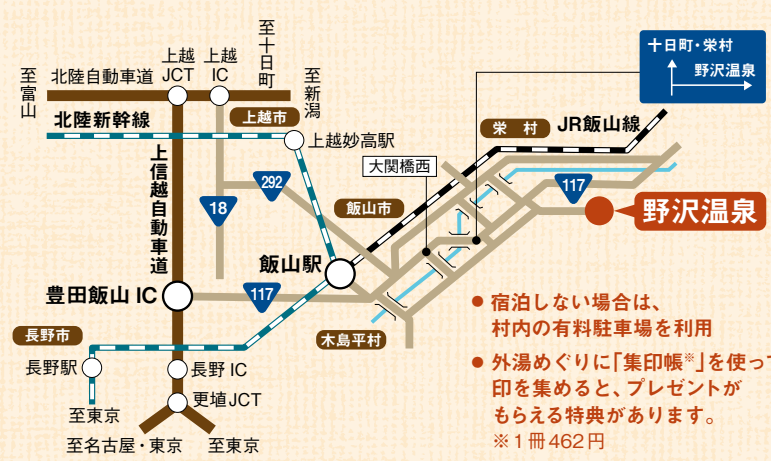 至富山
北陸自動車道
上越
JCT
上越
IC
至十日町
至新潟
十日町・栄村
野沢温泉
北陸新幹線
上越市
上越妙高駅
栄 村
JR飯山線
大関橋西
上信越自動車道
18
292
飯山市
117
野沢温泉
飯山駅
豊田飯山 IC
117
木島平村
長野市
長野駅
長野 IC
至東京
更埴JCT
至名古屋・東京
至東京
● 宿泊しない場合は、
村内の有料駐車場を利用
● 外湯めぐりに「集印帳※」を使って
印を集めると、プレゼントが
もらえる特典があります。
※1冊462円